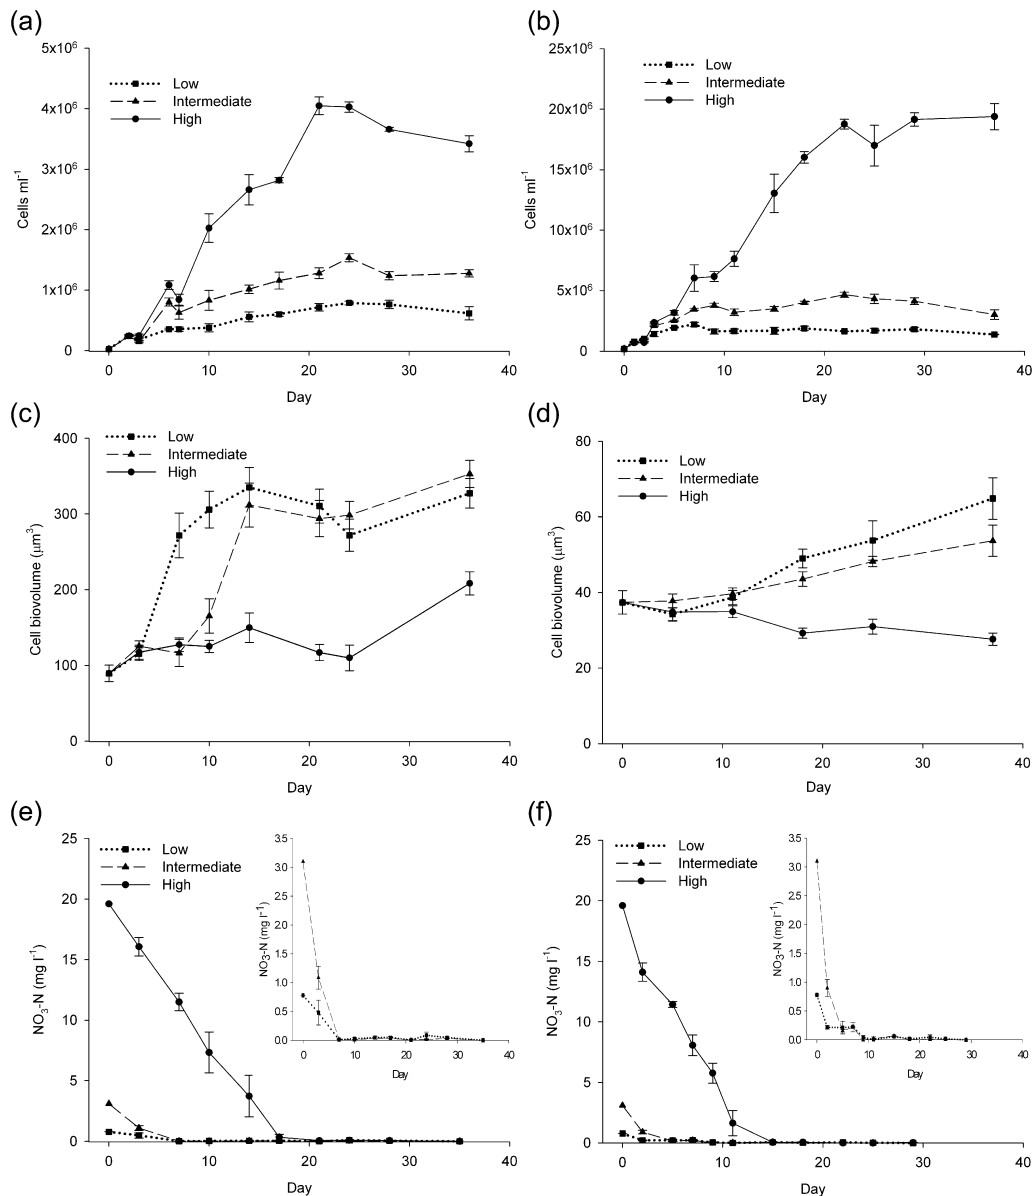 (a)
(b)
5x10⁶
4x10⁶
3x10⁶
2x10⁶
1x10⁶
0
Cells ml⁻¹
Low
Intermediate
High
0 10 20 30 40
Day
25x10⁶
20x10⁶
15x10⁶
10x10⁶
5x10⁶
0
Cells ml⁻¹
Low
Intermediate
High
0 10 20 30 40
Day
(c)
(d)
400
300
200
100
0
Cell biovolume (μm³)
Low
Intermediate
High
0 10 20 30 40
Day
80
60
40
20
0
Cell biovolume (μm³)
Low
Intermediate
High
0 10 20 30 40
Day
(e)
(f)
25
20
15
10
5
0
NO₃-N (mg l⁻¹)
Low
Intermediate
High
0 10 20 30 40
Day
3.5
3.0
2.5
2.0
1.5
1.0
0.5
0.0
NO₃-N (mg l⁻¹)
0 10 20 30 40
Day
25
20
15
10
5
0
NO₃-N (mg l⁻¹)
Low
Intermediate
High
0 10 20 30 40
Day
3.5
3.0
2.5
2.0
1.5
1.0
0.5
0.0
NO₃-N (mg l⁻¹)
0 10 20 30 40
Day